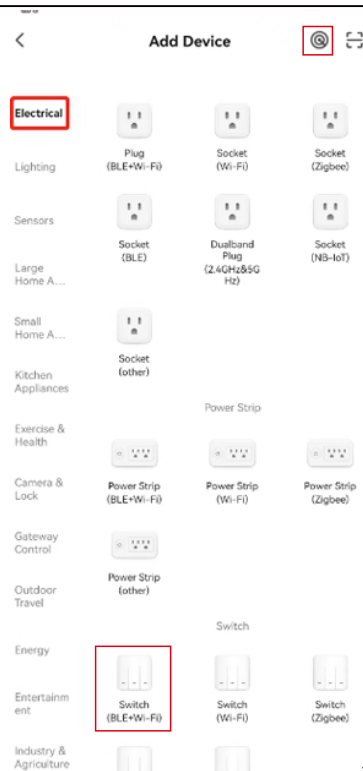 Add Device
Electrical
Lighting
Sensors
Large
Home A...
Small
Home A...
Kitchen
Appliances
Exercise &
Health
Camera &
Lock
Gateway
Control
Outdoor
Travel
Energy
Entertainm
ent
Industry &
Agriculture
Plug
(BLE+Wi-Fi)
Socket
(Wi-Fi)
Socket
(Zigbee)
Socket
(BLE)
Dualband
Plug
(2.4GHz&5G
Hz)
Socket
(NB-IoT)
Socket
(other)
Power Strip
Power Strip
(BLE+Wi-Fi)
Power Strip
(Wi-Fi)
Power Strip
(Zigbee)
Power Strip
(other)
Switch
Switch
(BLE+Wi-Fi)
Switch
(Wi-Fi)
Switch
(Zigbee)